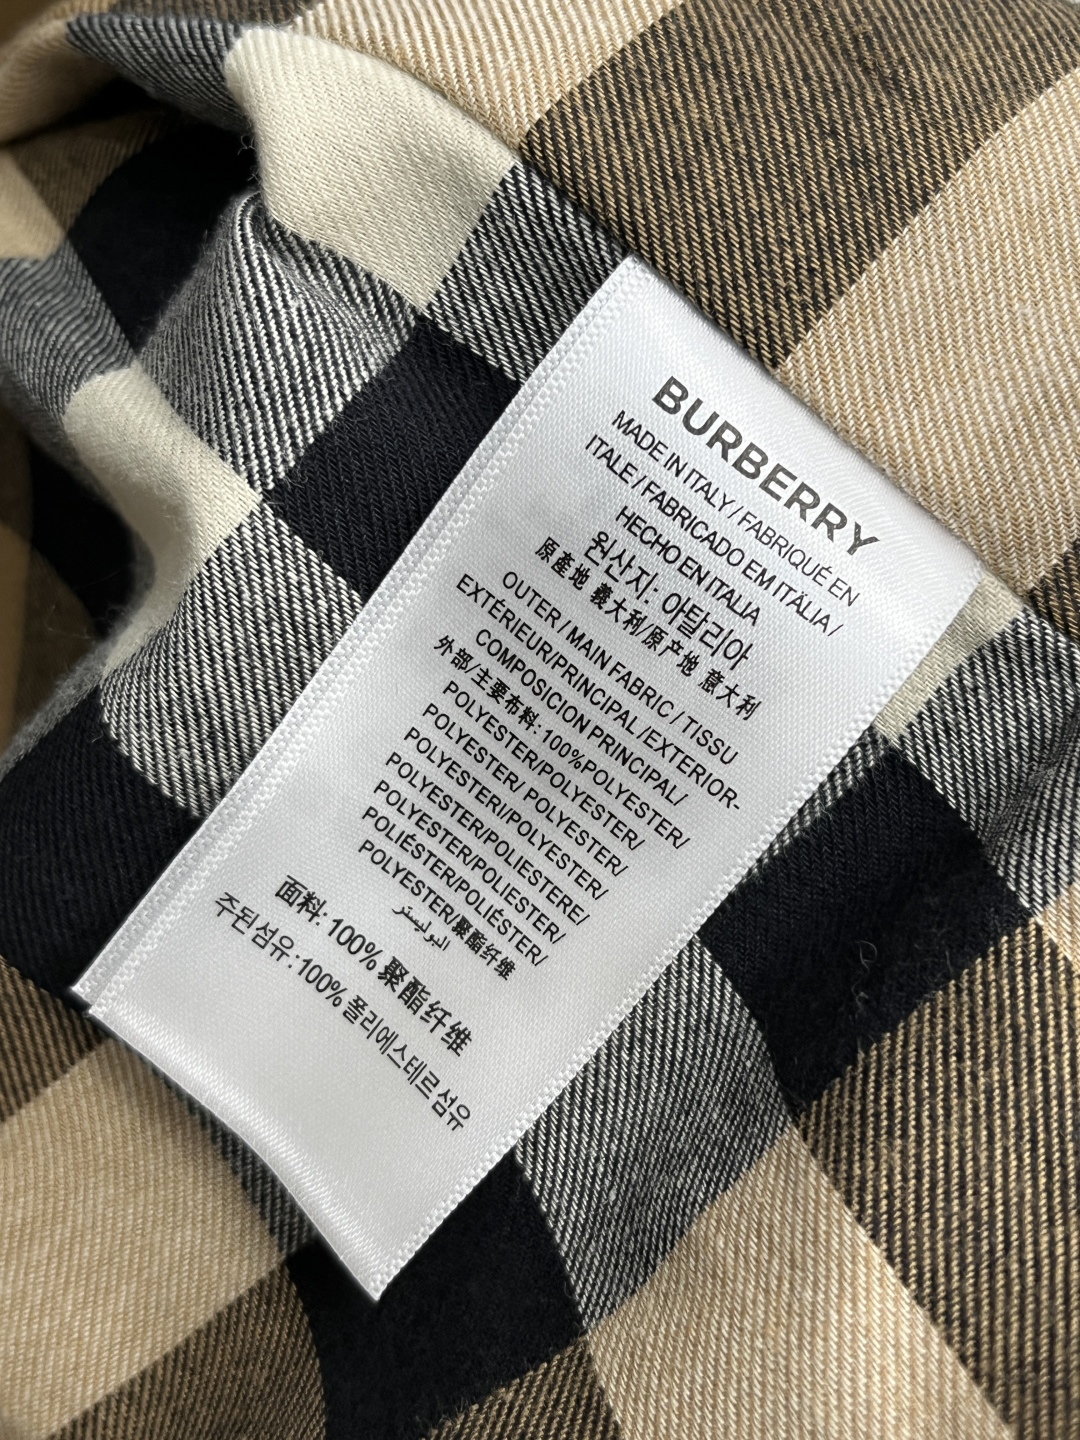 BURBERRY
MADE IN ITALY / FABRIQUÉ EN
ITALE / FABRICADO EM ITÁLIA /
HECHO EN ITALIA
원산지: 아탈리아
原產地 義大利/原产地 意大利
OUTER / MAIN FABRIC / TISSU
EXTÉRIEUR/PRINCIPAL /EXTERIOR-
COMPOSICION PRINCIPAL/
外部/主要布料: 100%POLYESTER/
POLYESTER/POLYESTER/
POLYESTER/ POLYESTER/
POLYESTERI/POLYESTER/
POLYESTER/POLIESTERE/
POLYESTER/POLIESTER/
POLIÉSTER/POLIÉSTER/
POLYESTER/聚酯纤维
البوليستر
面料: 100% 聚酯纤维
주된섬유:100% 폴리에스테르섬유